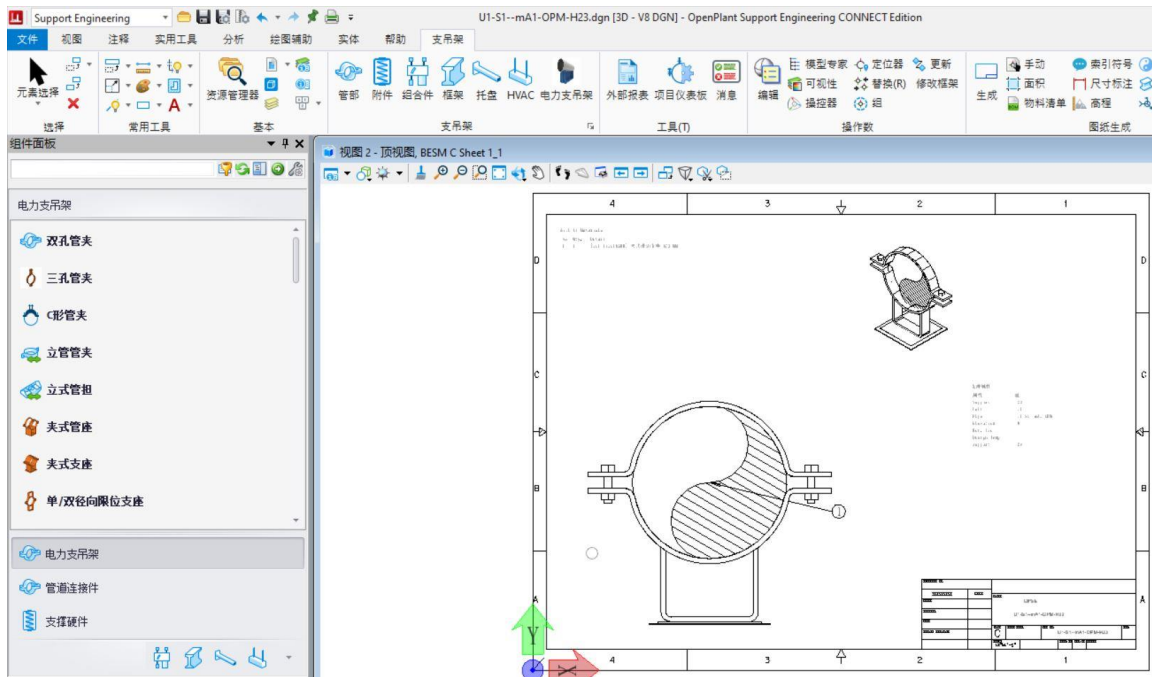 Support Engineering
U1-S1--mA1-OPM-H23.dgn [3D - V8 DGN] - OpenPlant Support Engineering CONNECT Edition
文件 视图 注释 实用工具 分析 绘图辅助 实体 帮助 支吊架
元素选择
资源管理器
管部 附件 组合件 框架 托盘 HVAC 电力支吊架
外部报表 项目仪表板 消息
编辑
模型专家 定位器 更新
可视性 替换(R) 修改框架
操控器 组
生成
手动 索引符号
面积 尺寸标注
物料清单 高程
选择 常用工具 基本 支吊架 工具(T) 操作数 图纸生成
组件面板
视图 2 - 顶视图, BESM C Sheet 1_1
电力支吊架
双孔管夹
三孔管夹
C形管夹
立管管夹
立式管担
夹式管座
夹式支座
单/双径向限位支座
电力支吊架
管道连接件
支撑硬件
4 3 2 1
D D
C C
B B
A A
1
Y
X
C
U1-S1--mA1-OPM-H23
4 3 2 1